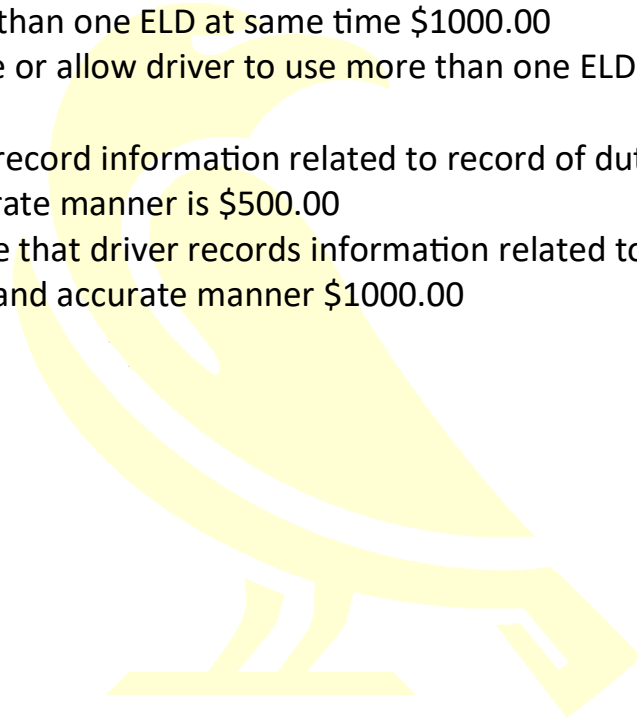 than one ELD at same time $1000.00
e or allow driver to use more than one ELD
record information related to record of dut
rate manner is $500.00
e that driver records information related to
and accurate manner $1000.00